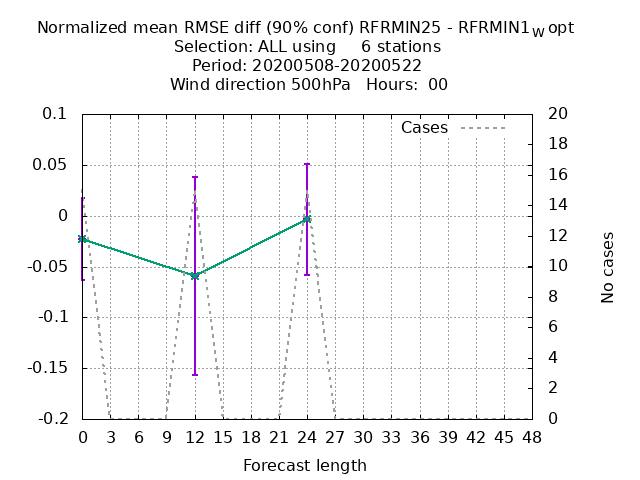 Normalized mean RMSE diff (90% conf) RFRMIN25 - RFRMIN1wopt
Selection: ALL using 6 stations
Period: 20200508-20200522
Wind direction 500hPa Hours: 00
Cases
0.1
0.05
0
-0.05
-0.1
-0.15
-0.2
20
18
16
14
12
10
8
6
4
2
0
No cases
0 3 6 9 12 15 18 21 24 27 30 33 36 39 42 45 48
Forecast length